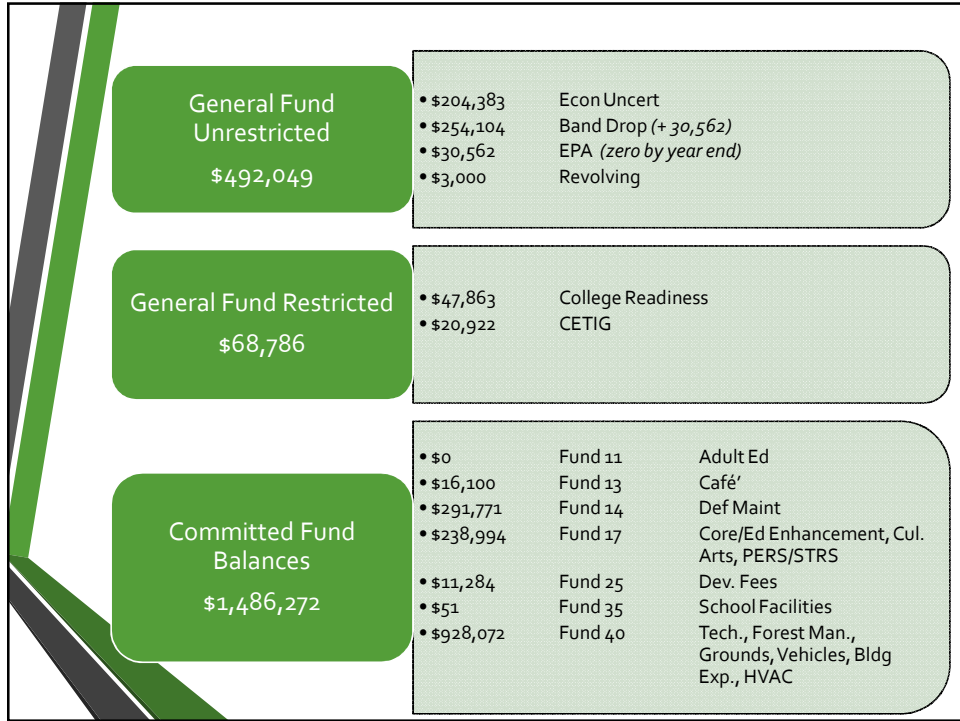 General Fund
Unrestricted
$492,049
• $204,383 Econ Uncert
• $254,104 Band Drop (+ 30,562)
• $30,562 EPA (zero by year end)
• $3,000 Revolving
General Fund Restricted
$68,786
• $47,863 College Readiness
• $20,922 CETIG
Committed Fund
Balances
$1,486,272
• $0 Fund 11 Adult Ed
• $16,100 Fund 13 Café’
• $291,771 Fund 14 Def Maint
• $238,994 Fund 17 Core/Ed Enhancement, Cul.
Arts, PERS/STRS
• $11,284 Fund 25 Dev. Fees
• $51 Fund 35 School Facilities
• $928,072 Fund 40 Tech., Forest Man.,
Grounds, Vehicles, Bldg
Exp., HVAC